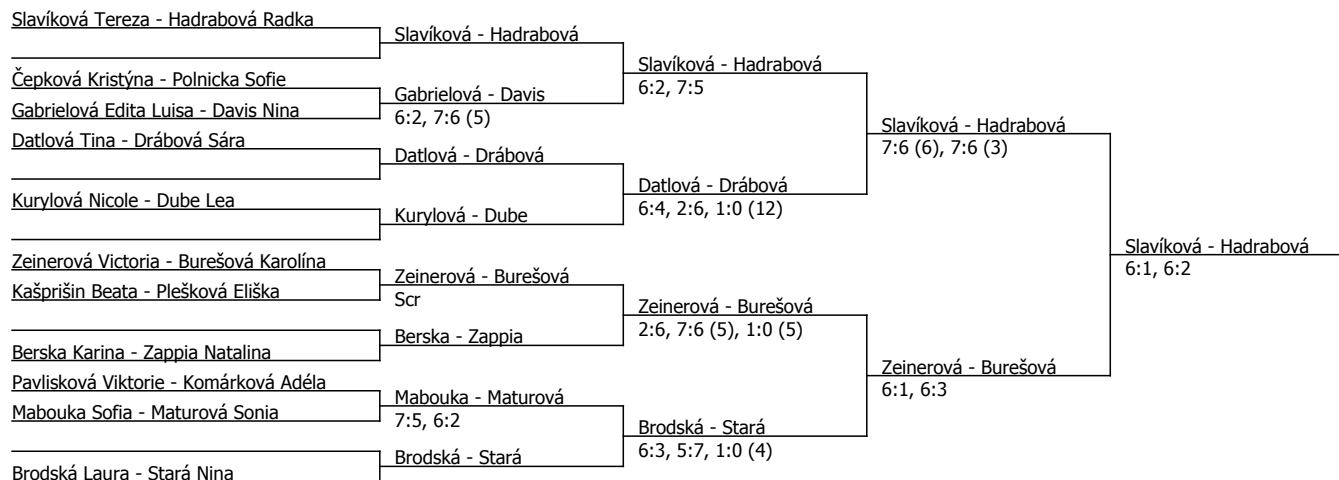 Slavíková Tereza - Hadrabová Radka
Čepková Kristýna - Polnicka Sofie
Gabrielová Edita Luisa - Davis Nina
Datlová Tina - Drábová Sára
Kurylová Nicole - Dube Lea
Zeinerová Victoria - Burešová Karolína
Kašprišin Beata - Plešková Eliška
Berska Karina - Zappia Natalina
Pavlisková Viktorie - Komárková Adéla
Mabouka Sofia - Maturová Sonia
Brodská Laura - Stará Nina
Slavíková - Hadrabová
Gabrielová - Davis
6:2, 7:6 (5)
Datlová - Drábová
Kurylová - Dube
Zeinerová - Burešová
Scr
Berska - Zappia
Mabouka - Maturová
7:5, 6:2
Brodská - Stará
Slavíková - Hadrabová
6:2, 7:5
Datlová - Drábová
6:4, 2:6, 1:0 (12)
Zeinerová - Burešová
2:6, 7:6 (5), 1:0 (5)
Brodská - Stará
6:3, 5:7, 1:0 (4)
Slavíková - Hadrabová
7:6 (6), 7:6 (3)
Zeinerová - Burešová
6:1, 6:3
Slavíková - Hadrabová
6:1, 6:2